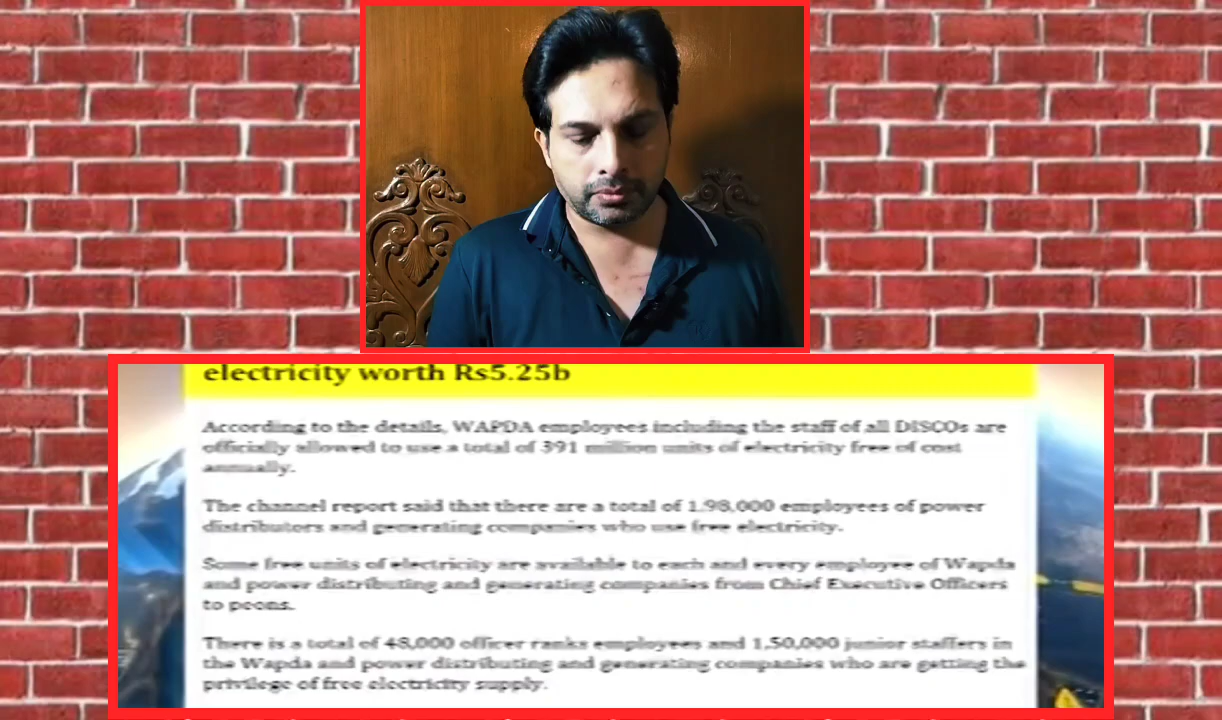 electricity worth Rs5.25b
According to the details, WAPDA employees including the staff of all DISCOs are
officially allowed to use a total of 391 million units of electricity free of cost
annually.
The channel report said that there are a total of 1,98,000 employees of power
distributors and generating companies who use free electricity.
Some free units of electricity are available to each and every employee of Wapda
and power distributing and generating companies from Chief Executive Officers
to peons.
There is a total of 48,000 officer ranks employees and 1,50,000 junior staffers in
the Wapda and power distributing and generating companies who are getting the
privilege of free electricity supply.